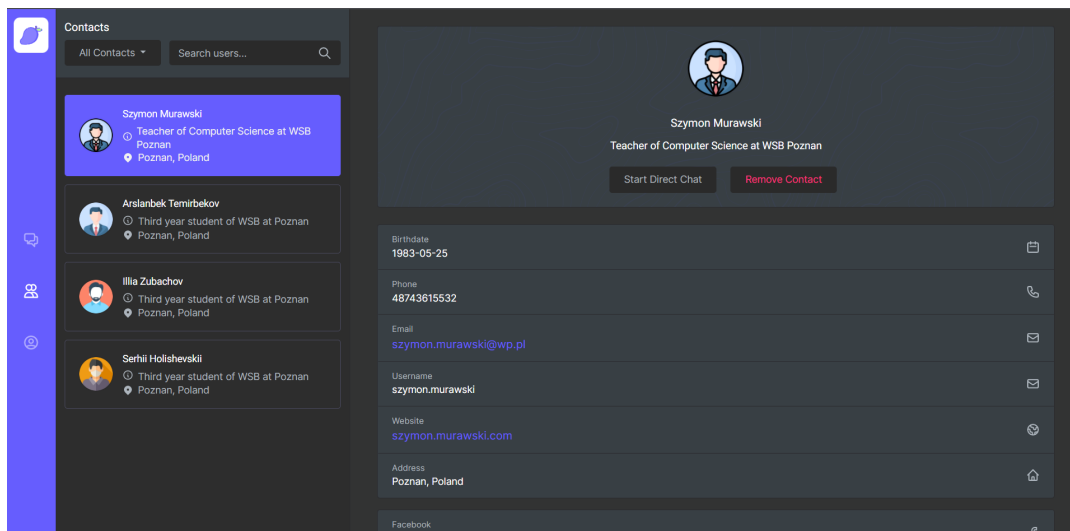 Contacts
All Contacts
Search users...
Szymon Murawski
Teacher of Computer Science at WSB
Poznan
Poznan, Poland
Arslanbek Temirbekov
Third year student of WSB at Poznan
Poznan, Poland
Illia Zubachov
Third year student of WSB at Poznan
Poznan, Poland
Serhii Holishevskii
Third year student of WSB at Poznan
Poznan, Poland
Szymon Murawski
Teacher of Computer Science at WSB Poznan
Start Direct Chat
Remove Contact
Birthdate
1983-05-25
Phone
48743615532
Email
szymon.murawski@wp.pl
Username
szymon.murawski
Website
szymon.murawski.com
Address
Poznan, Poland
Facebook